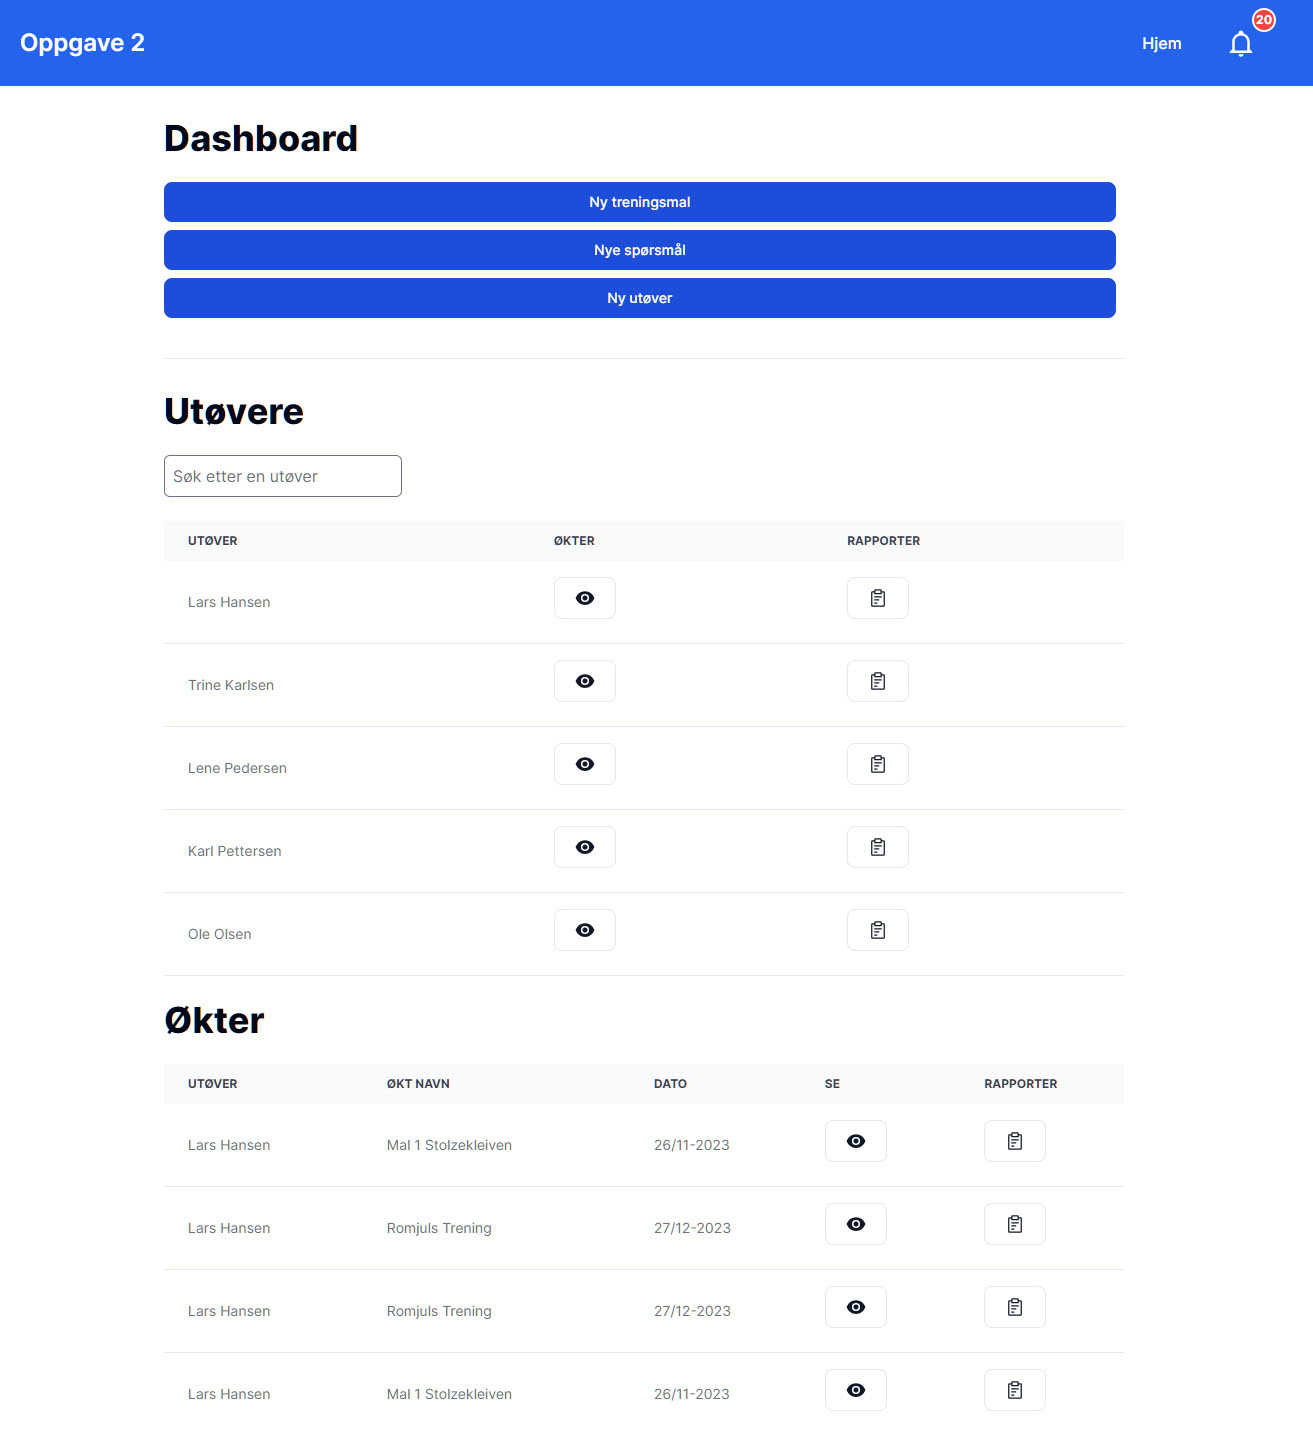 Oppgave 2
Hjem
20
Dashboard
Ny treningsmal
Nye spørsmål
Ny utøver
Utøvere
Søk etter en utøver
UTØVER ØKTER RAPPORTER
Lars Hansen
Trine Karlsen
Lene Pedersen
Karl Pettersen
Ole Olsen
Økter
UTØVER ØKT NAVN DATO SE RAPPORTER
Lars Hansen Mal 1 Stolzekleiven 26/11-2023
Lars Hansen Romjuls Trening 27/12-2023
Lars Hansen Romjuls Trening 27/12-2023
Lars Hansen Mal 1 Stolzekleiven 26/11-2023